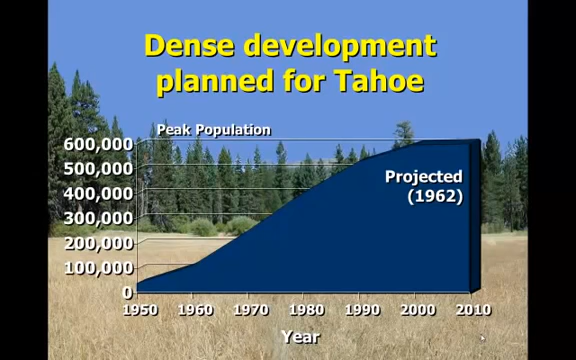 Dense development
planned for Tahoe
Peak Population
600,000
500,000
400,000
300,000
200,000
100,000
0
Projected
(1962)
1950 1960 1970 1980 1990 2000 2010
Year